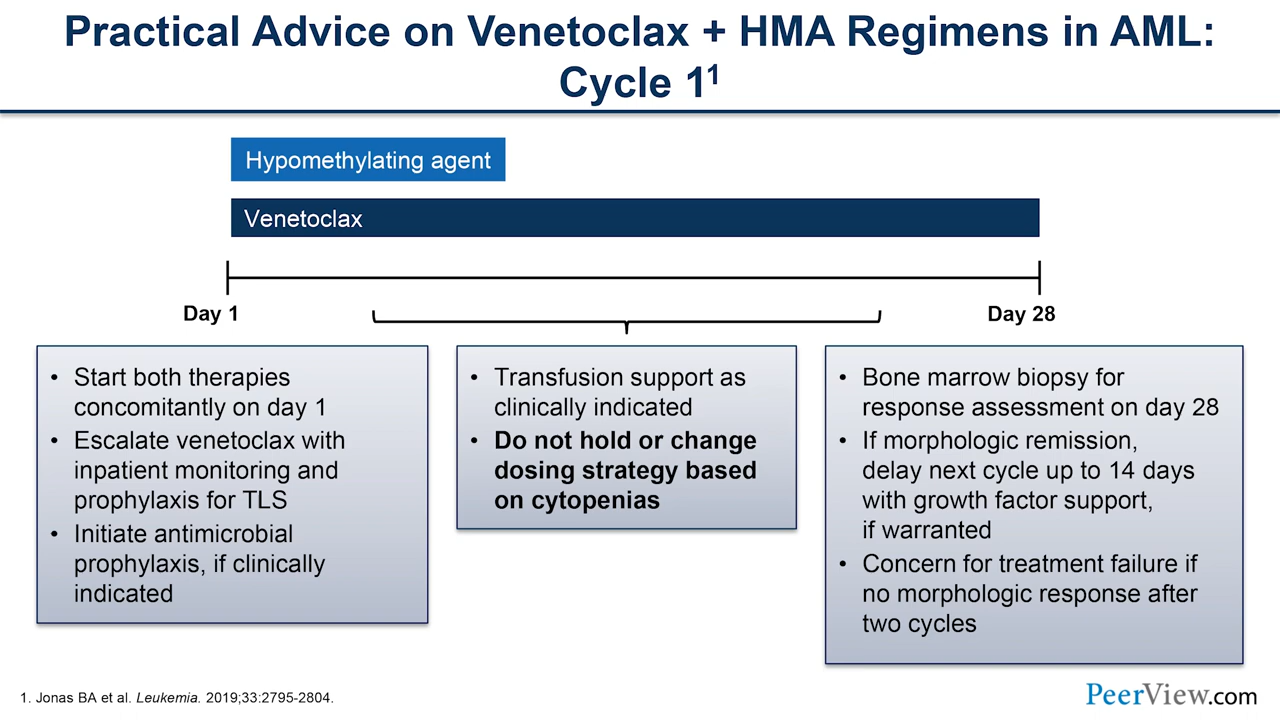 Practical Advice on Venetoclax + HMA Regimens in AML:
Cycle 1¹
Hypomethylating agent
Venetoclax
Day 1
Day 28
• Start both therapies
concomitantly on day 1
• Escalate venetoclax with
inpatient monitoring and
prophylaxis for TLS
• Initiate antimicrobial
prophylaxis, if clinically
indicated
• Transfusion support as
clinically indicated
• Do not hold or change
dosing strategy based
on cytopenias
• Bone marrow biopsy for
response assessment on day 28
• If morphologic remission,
delay next cycle up to 14 days
with growth factor support,
if warranted
• Concern for treatment failure if
no morphologic response after
two cycles
1. Jonas BA et al. Leukemia. 2019;33:2795-2804.
PeerView.com